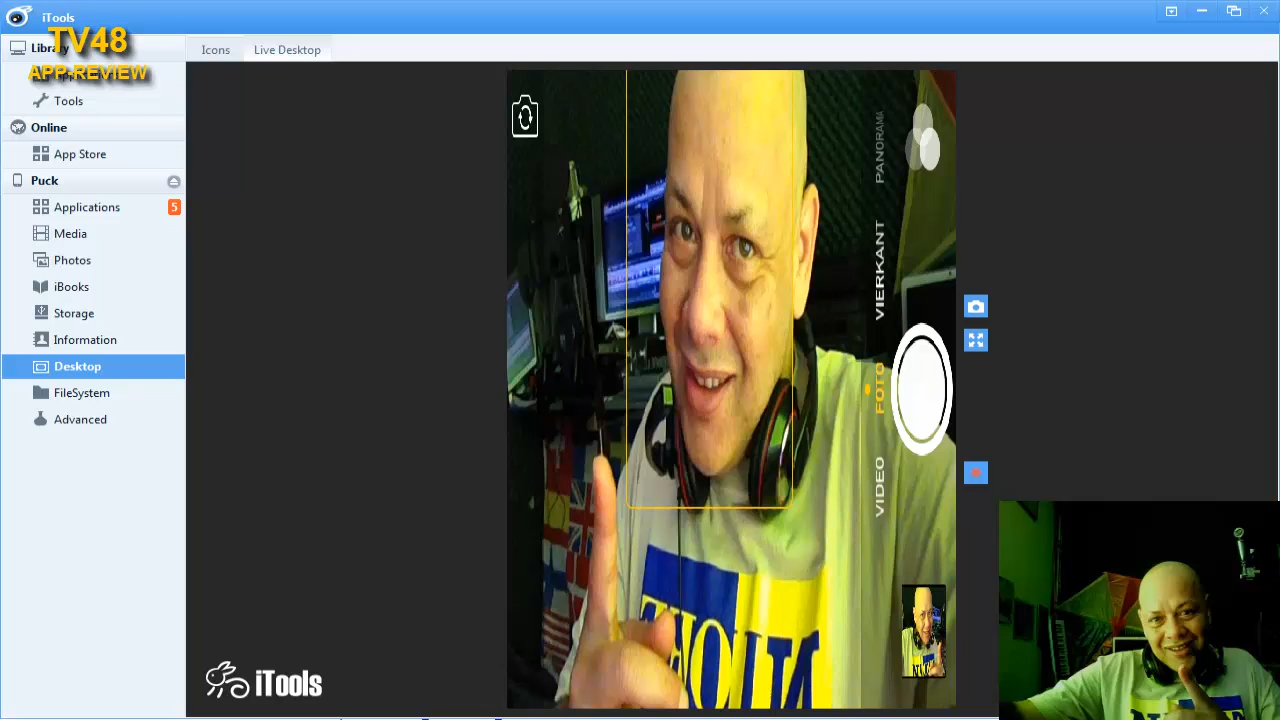 iTools
Library
TV48
APP-REVIEW
Tools
Online
App Store
Puck
Applications
5
Media
Photos
iBooks
Storage
Information
Desktop
FileSystem
Advanced
Icons
Live Desktop
PANORAMA
VIERKANT
FOTO
VIDEO
iTools